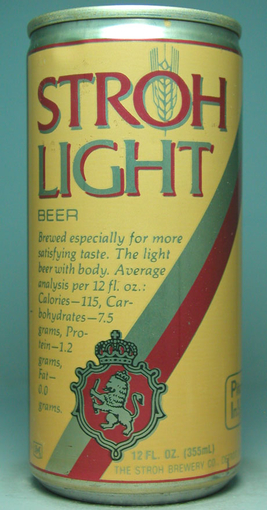 STROH
LIGHT
BEER
Brewed especially for more
satisfying taste. The light
beer with body. Average
analysis per 12 fl. oz.:
Calories—115, Car-
bohydrates—7.5
grams, Pro-
tein—1.2
grams,
Fat—
0.0
grams.
12 FL. OZ. (355mL)
THE STROH BREWERY CO.